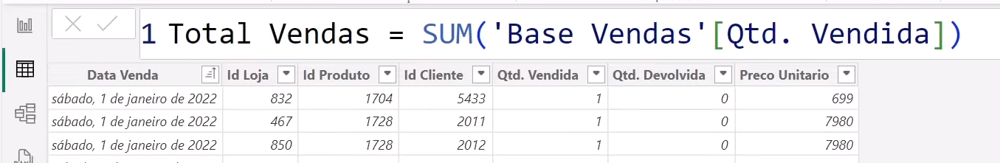 1 Total Vendas = SUM('Base Vendas'[Qtd. Vendida])
Data Venda Id Loja Id Produto Id Cliente Qtd. Vendida Qtd. Devolvida Preco Unitario
sábado, 1 de janeiro de 2022 832 1704 5433 1 0 699
sábado, 1 de janeiro de 2022 467 1728 2011 1 0 7980
sábado, 1 de janeiro de 2022 850 1728 2012 1 0 7980